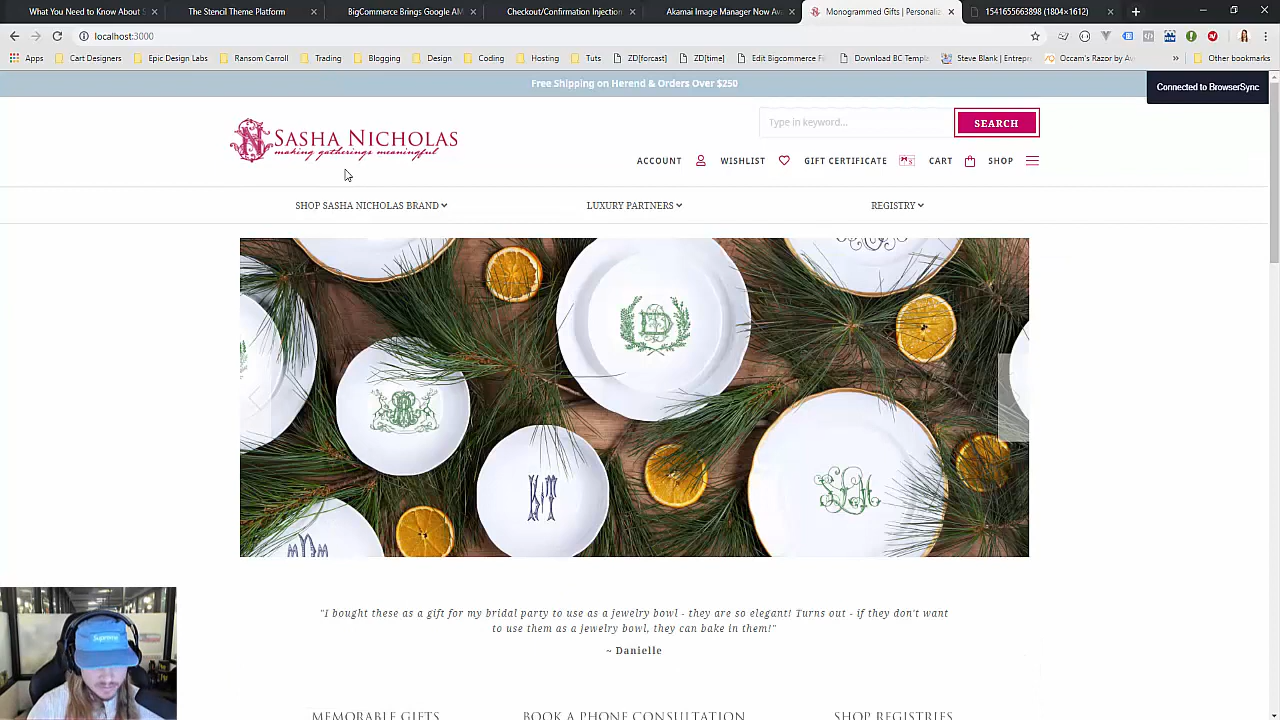 What You Need to Know About S
The Stencil Theme Platform
BigCommerce Brings Google AM
Checkout/Confirmation Injection
Akamai Image Manager Now Ava
Monogrammed Gifts | Personaliz
1541655663898 (1804×1612)
localhost:3000
Apps
Cart Designers
Epic Design Labs
Ransom Carroll
Trading
Blogging
Design
Coding
Hosting
Tuts
ZD[forcast]
ZD[time]
Edit Bigcommerce F
Download BC Templ
Steve Blank | Entrep
Occam's Razor by Av
Other bookmarks
Free Shipping on Herend & Orders Over $250
Connected to BrowserSync
SASHA NICHOLAS
making gatherings meaningful
Type in keyword...
SEARCH
ACCOUNT
WISHLIST
GIFT CERTIFICATE
CART
SHOP
SHOP SASHA NICHOLAS BRAND
LUXURY PARTNERS
REGISTRY
D
"I bought these as a gift for my bridal party to use as a jewelry bowl - they are so elegant! Turns out - if they don't want
to use them as a jewelry bowl, they can bake in them!"
~ Danielle
MEMORABLE GIFTS
BOOK A PHONE CONSULTATION
SHOP REGISTRIES
Supreme